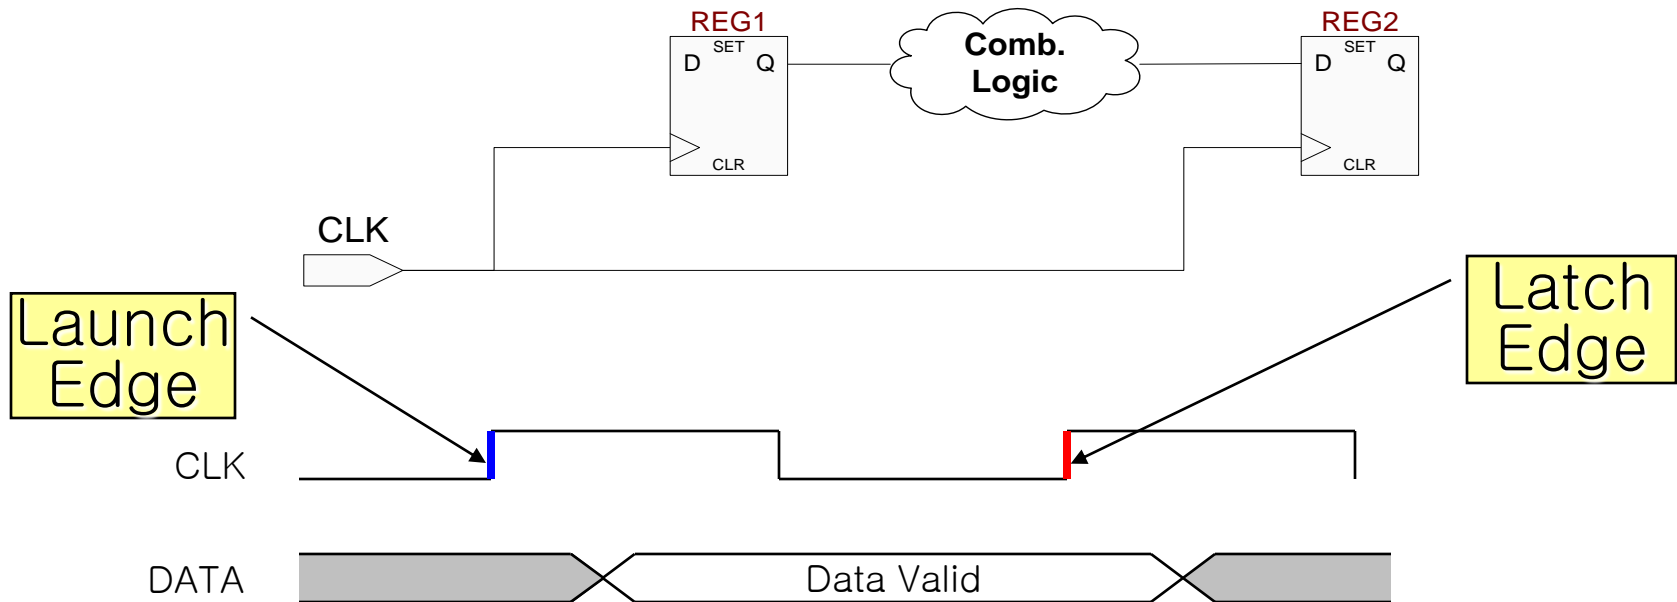 REG1
SET
D
Q
CLR
Comb.
Logic
REG2
SET
D
Q
CLR
CLK
Launch
Edge
Latch
Edge
CLK
DATA
Data Valid